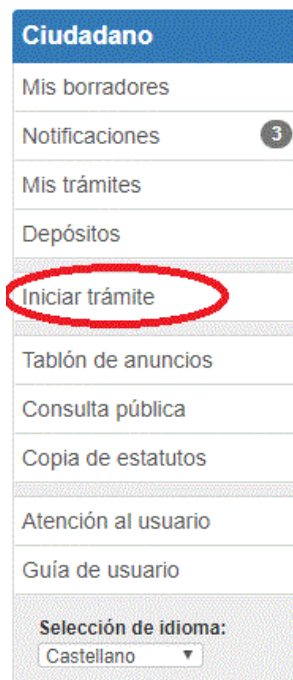 Ciudadano
Mis borradores
Notificaciones 3
Mis trámites
Depósitos
Iniciar trámite
Tablón de anuncios
Consulta pública
Copia de estatutos
Atención al usuario
Guía de usuario
Selección de idioma:
Castellano